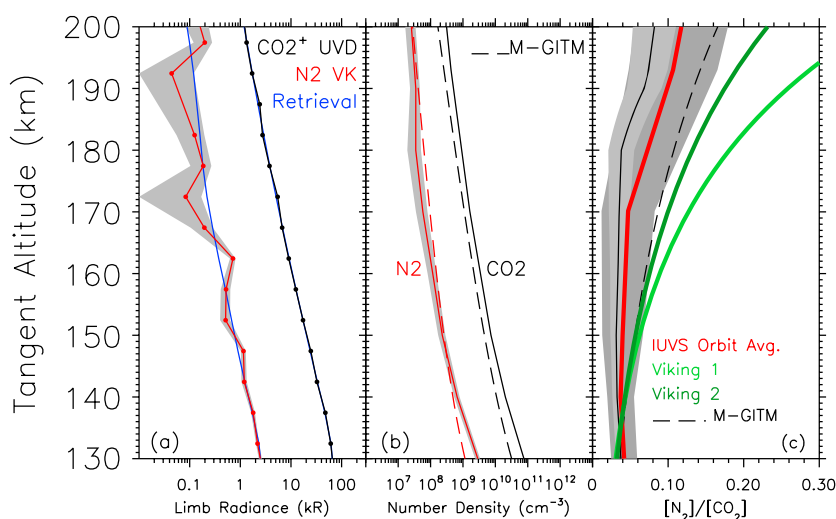 Tangent Altitude (km)
200
190
180
170
160
150
140
130
CO2+ UVD
N2 VK
Retrieval
(a)
0.1
1
10
100
Limb Radiance (kR)
M-GITM
N2
CO2
(b)
10^7
10^8
10^9
10^10
10^11
10^12
Number Density (cm^-3)
IUVS Orbit Avg.
Viking 1
Viking 2
M-GITM
(c)
0
0.10
0.20
0.30
[N2]/[CO2]